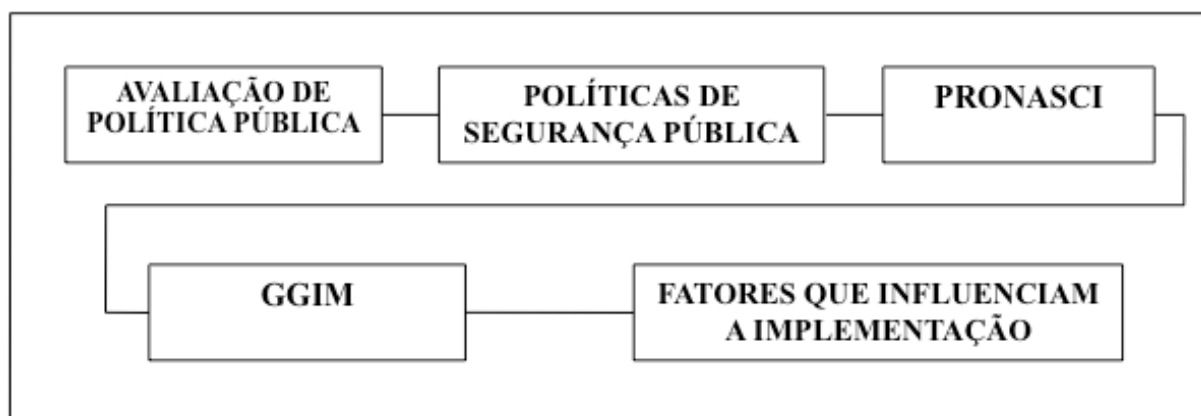 AVALIAÇÃO DE
POLÍTICA PÚBLICA
POLÍTICAS DE
SEGURANÇA PÚBLICA
PRONASCI
GGIM
FATORES QUE INFLUENCIAM
A IMPLEMENTAÇÃO